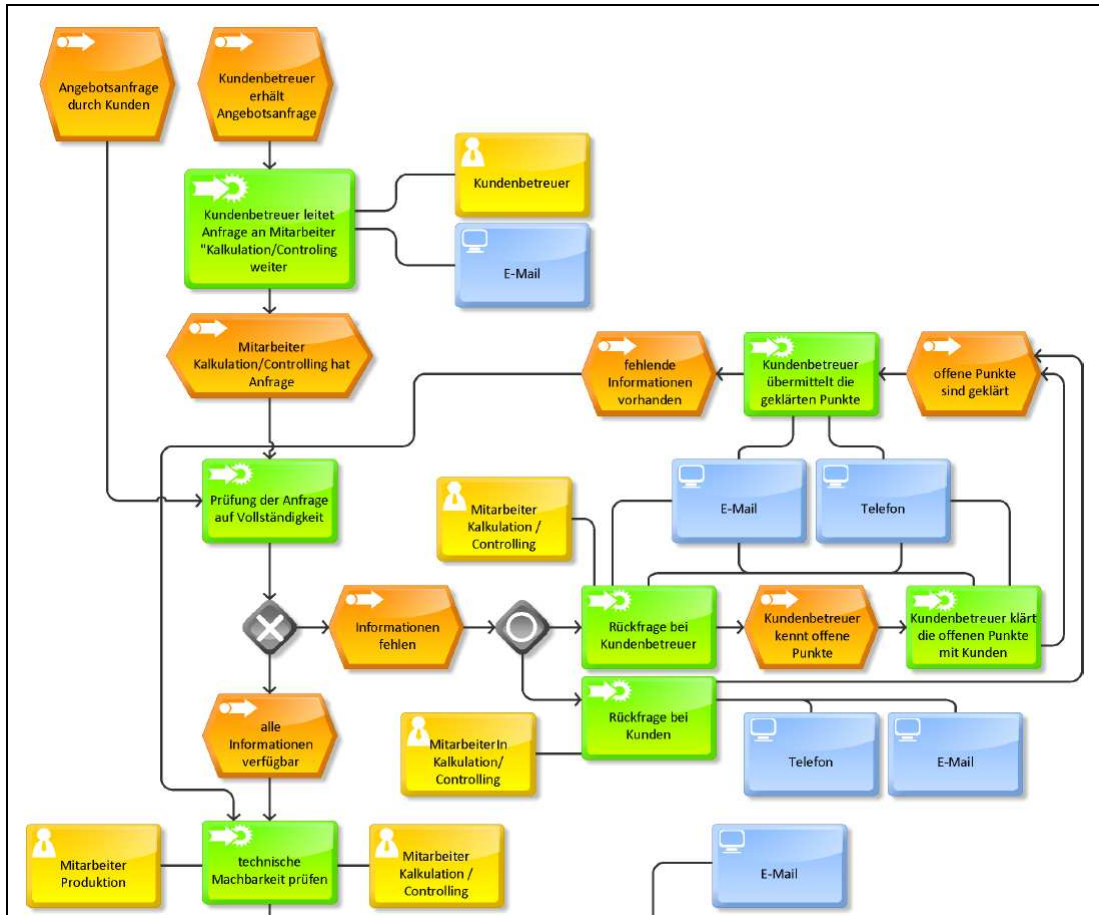 Angebotsanfrage
durch Kunden
Kundenbetreuer
erhält
Angebotsanfrage
Kundenbetreuer leitet
Anfrage an Mitarbeiter
"Kalkulation/Controling
weiter
Kundenbetreuer
E-Mail
Mitarbeiter
Kalkulation/Controlling hat
Anfrage
fehlende
Informationen
vorhanden
Kundenbetreuer
übermittelt die
geklärten Punkte
offene Punkte
sind geklärt
Prüfung der Anfrage
auf Vollständigkeit
Mitarbeiter
Kalkulation /
Controlling
E-Mail
Telefon
Informationen
fehlen
Rückfrage bei
Kundenbetreuer
Kundenbetreuer
kennt offene
Punkte
Kundenbetreuer klärt
die offenen Punkte
mit Kunden
alle
Informationen
verfügbar
MitarbeiterIn
Kalkulation/
Controlling
Rückfrage bei
Kunden
Telefon
E-Mail
Mitarbeiter
Produktion
technische
Machbarkeit prüfen
Mitarbeiter
Kalkulation /
Controlling
E-Mail